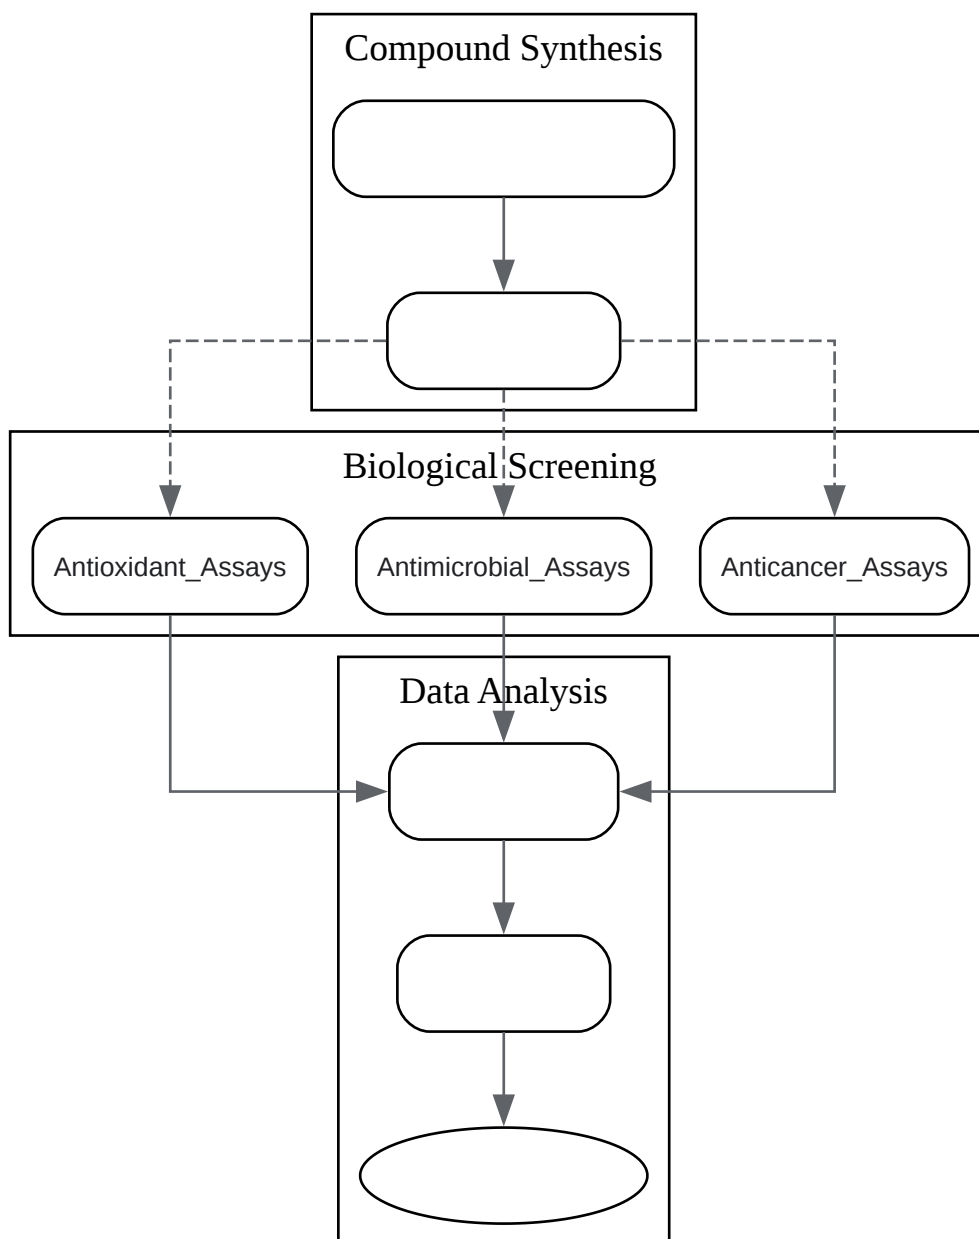 Compound Synthesis
Biological Screening
Antioxidant_Assays
Antimicrobial_Assays
Anticancer_Assays
Data Analysis